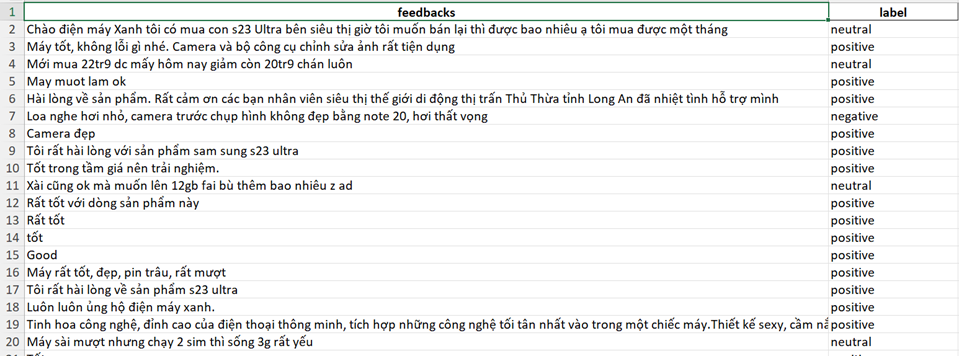 feedbacks label
1
2 Chào điện máy Xanh tôi có mua con s23 Ultra bên siêu thị giờ tôi muốn bán lại thì được bao nhiêu ạ tôi mua được một tháng neutral
3 Máy tốt, không lỗi gì nhé. Camera và bộ công cụ chỉnh sửa ảnh rất tiện dụng positive
4 Mới mua 22tr9 dc mấy hôm nay giảm còn 20tr9 chán luôn neutral
5 May muot lam ok positive
6 Hài lòng về sản phẩm. Rất cảm ơn các bạn nhân viên siêu thị thế giới di động thị trấn Thủ Thừa tỉnh Long An đã nhiệt tình hỗ trợ mình positive
7 Loa nghe hơi nhỏ, camera trước chụp hình không đẹp bằng note 20, hơi thất vọng negative
8 Camera đẹp positive
9 Tôi rất hài lòng với sản phẩm sam sung s23 ultra positive
10 Tốt trong tầm giá nên trải nghiệm. positive
11 Xài cũng ok mà muốn lên 12gb fai bù thêm bao nhiêu z ad neutral
12 Rất tốt với dòng sản phẩm này positive
13 Rất tốt positive
14 tốt positive
15 Good positive
16 Máy rất tốt, đẹp, pin trâu, rất mượt positive
17 Tôi rất hài lòng về sản phẩm s23 ultra positive
18 Luôn luôn ủng hộ điện máy xanh. positive
19 Tinh hoa công nghệ, đỉnh cao của điện thoại thông minh, tích hợp những công nghệ tối tân nhất vào trong một chiếc máy.Thiết kế sexy, cầm positive
20 Máy sài mượt nhưng chạy 2 sim thì sống 3g rất yếu neutral